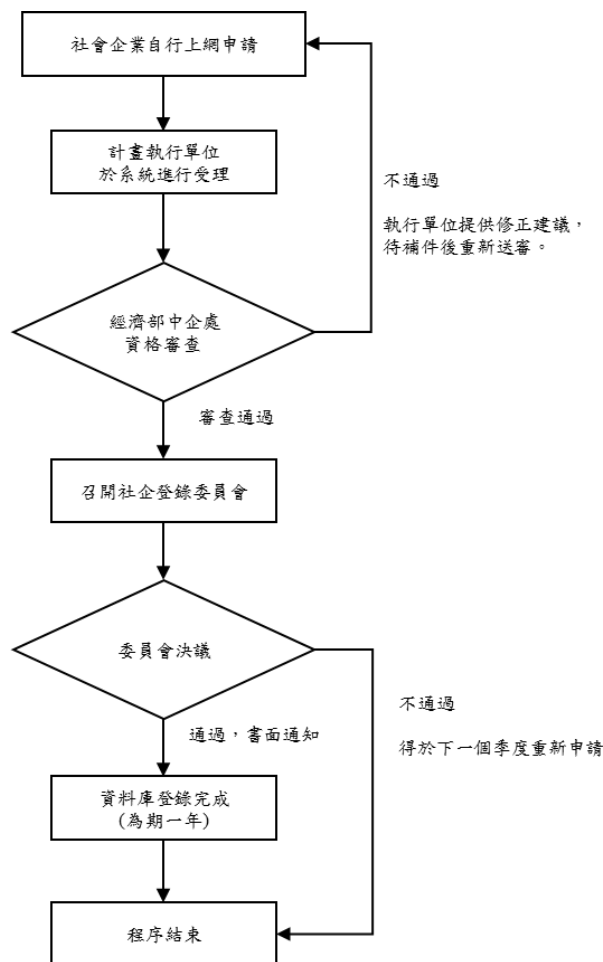 社會企業自行上網申請
計畫執行單位
於系統進行受理
不通過
執行單位提供修正建議，
待補件後重新送審。
經濟部中企處
資格審查
審查通過
召開社企登錄委員會
委員會決議
不通過
得於下一個季度重新申請
通過，書面通知
資料庫登錄完成
(為期一年)
程序結束